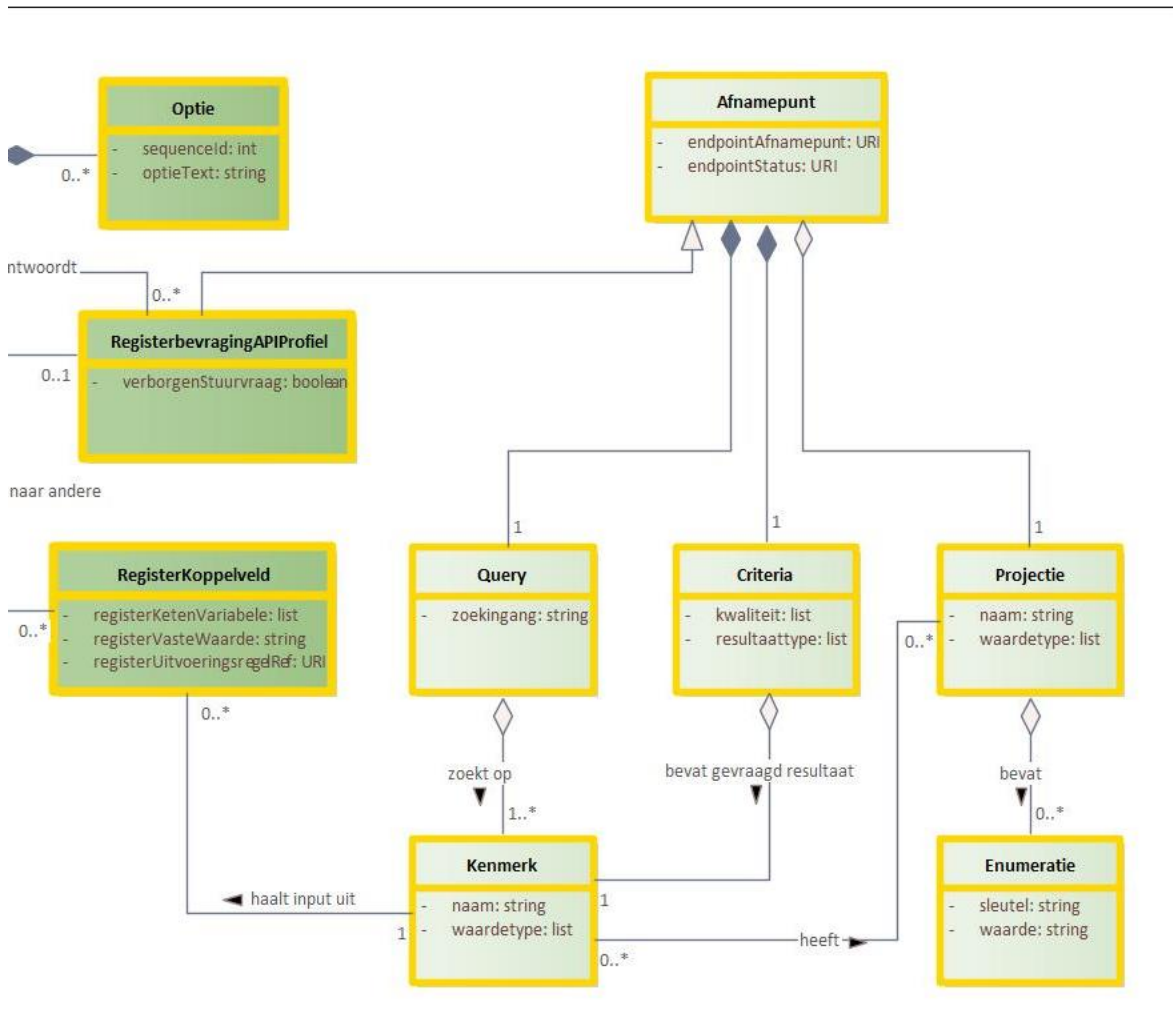 Optie
- sequenceId: int
- optieText: string
0..*
Afnamepunt
- endpointAfnamepunt: URI
- endpointStatus: URI
ntwoordt
0..*
RegisterbevragingAPIProfiel
- verborgenStuurvraag: boolean
0..1
naar andere
1
1
1
RegisterKoppelveld
- registerKetenVariabele: list
- registerVasteWaarde: string
- registerUitvoeringsregelRef: URI
0..*
0..*
Query
- zoekingang: string
Criteria
- kwaliteit: list
- resultaattype: list
Projectie
- naam: string
- waardetype: list
0..*
zoekt op
1..*
bevat gevraagd resultaat
bevat
0..*
Kenmerk
- naam: string
- waardetype: list
haalt input uit
1
1
heeft
0..*
Enumeratie
- sleutel: string
- waarde: string